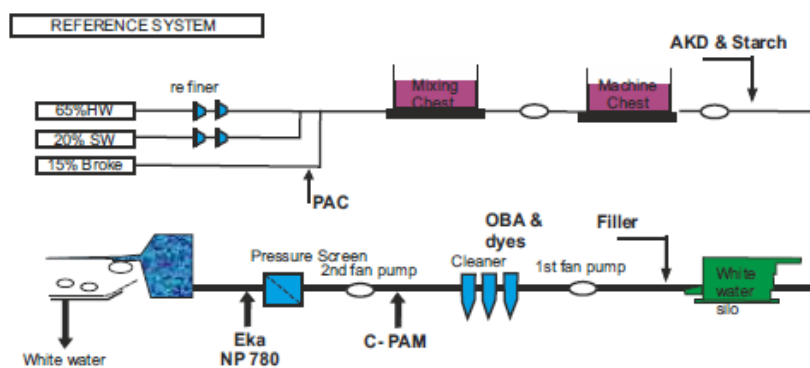 REFERENCE SYSTEM
AKD & Starch
re finer
Mixing
Chest
Machine
Chest
65%HW
20% SW
15% Broke
PAC
OBA &
dyes
Filler
Pressure Screen
2nd fan pump
Cleaner
1st fan pump
White
water
silo
Eka
NP 780
C- PAM
White water